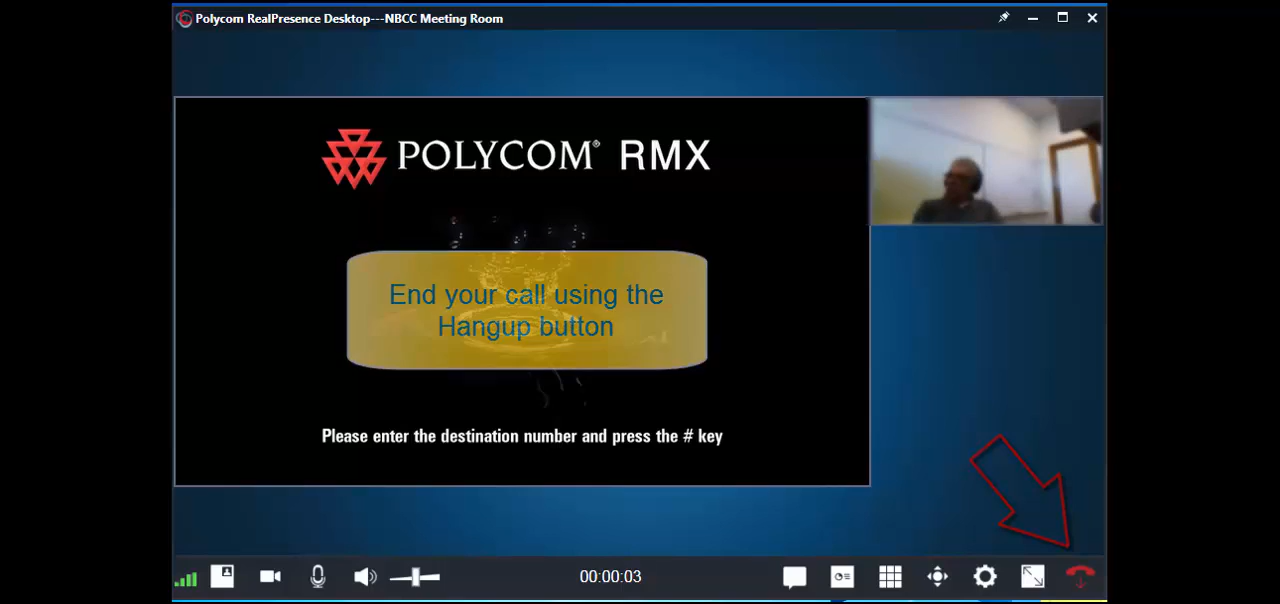 Polycom RealPresence Desktop---NBCC Meeting Room
POLYCOM® RMX
End your call using the
Hangup button
Please enter the destination number and press the # key
00:00:03